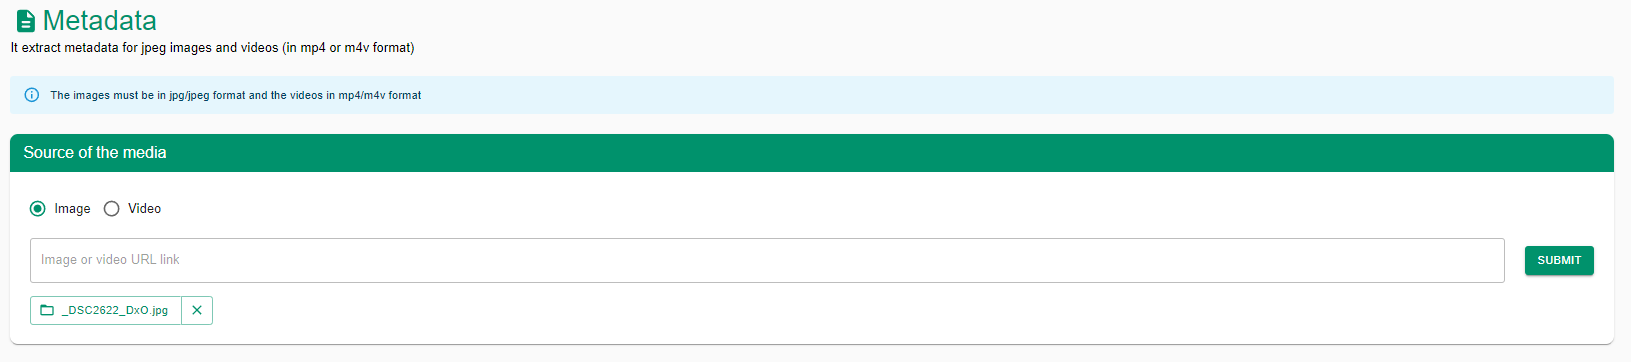 Metadata
It extract metadata for jpeg images and videos (in mp4 or m4v format)
The images must be in jpg/jpeg format and the videos in mp4/m4v format
Source of the media
Image Video
Image or video URL link
SUBMIT
_DSC2622_DxO.jpg